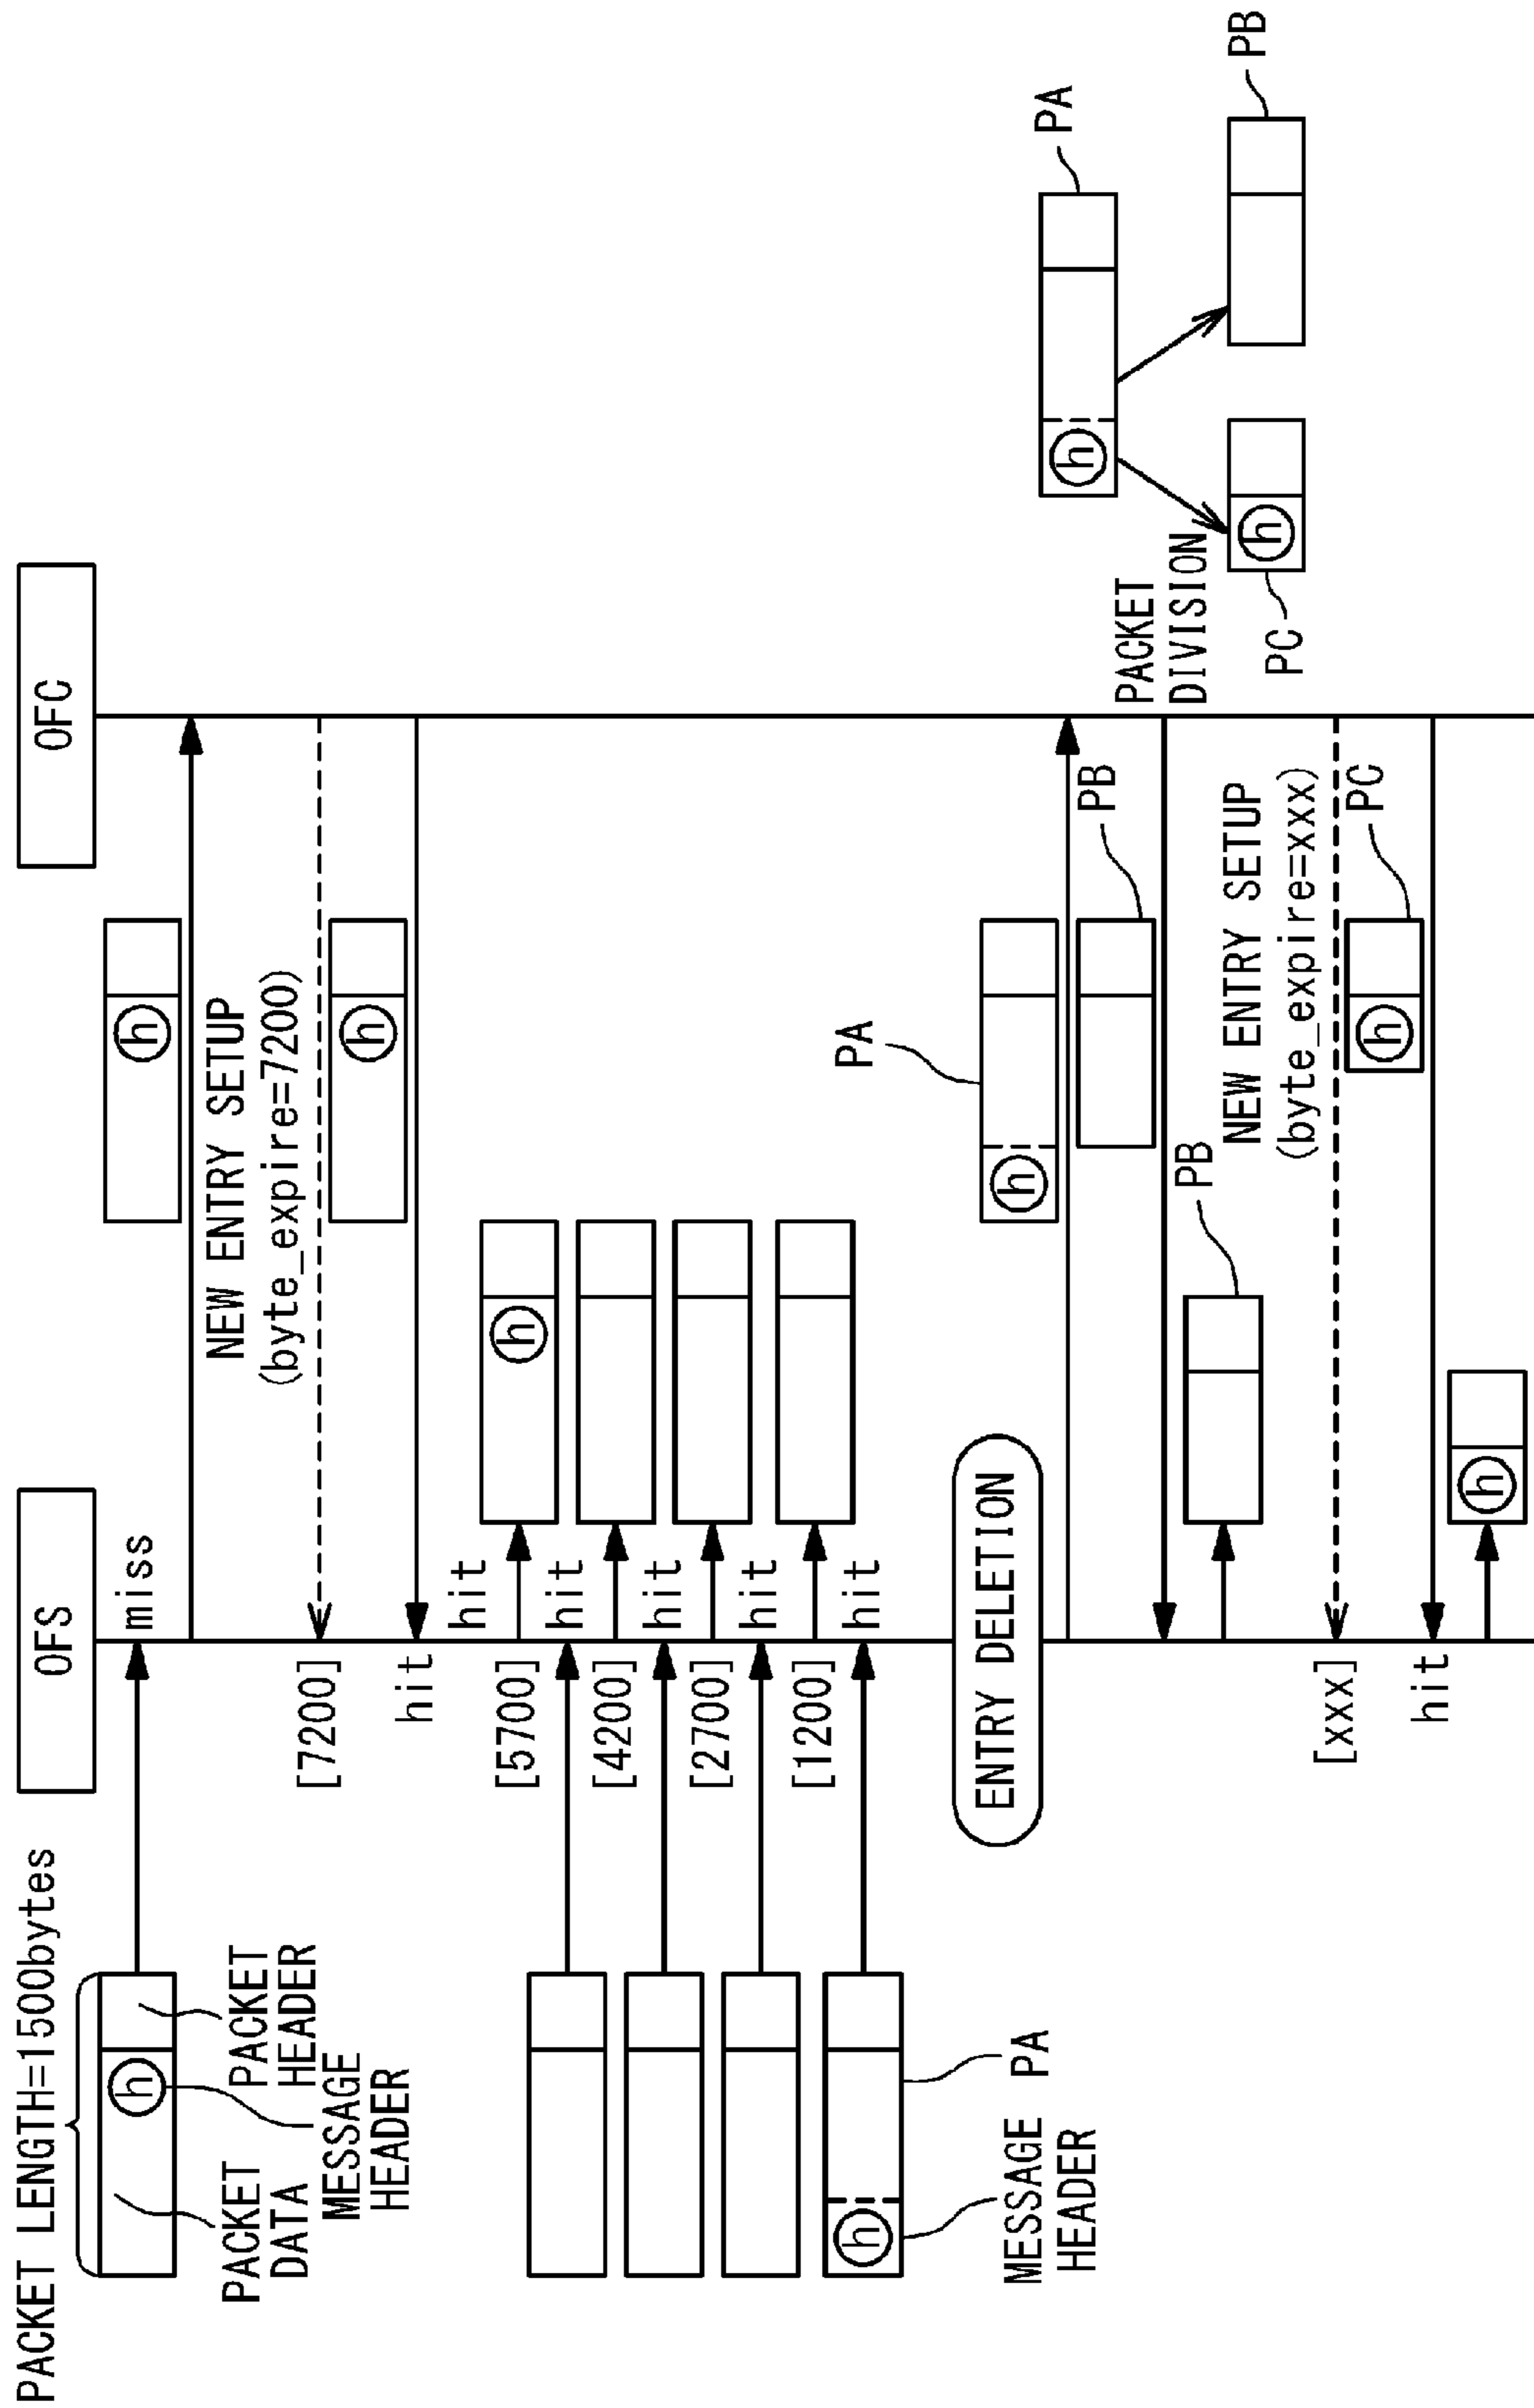 PACKET LENGTH=1500bytes
OFS
OFC
h
miss
PACKET
DATA
PACKET
HEADER
MESSAGE
HEADER
h
NEW ENTRY SETUP
(byte_expire=7200)
[7200]
h
hit
hit
h
[5700]
hit
[4200]
hit
[2700]
hit
[1200]
hit
h
MESSAGE
HEADER
PA
ENTRY DELETION
h
PA
PB
h
PA
PACKET
DIVISION
PB
h
PC
PB
NEW ENTRY SETUP
(byte_expire=xxx)
[xxx]
h
PC
hit
h